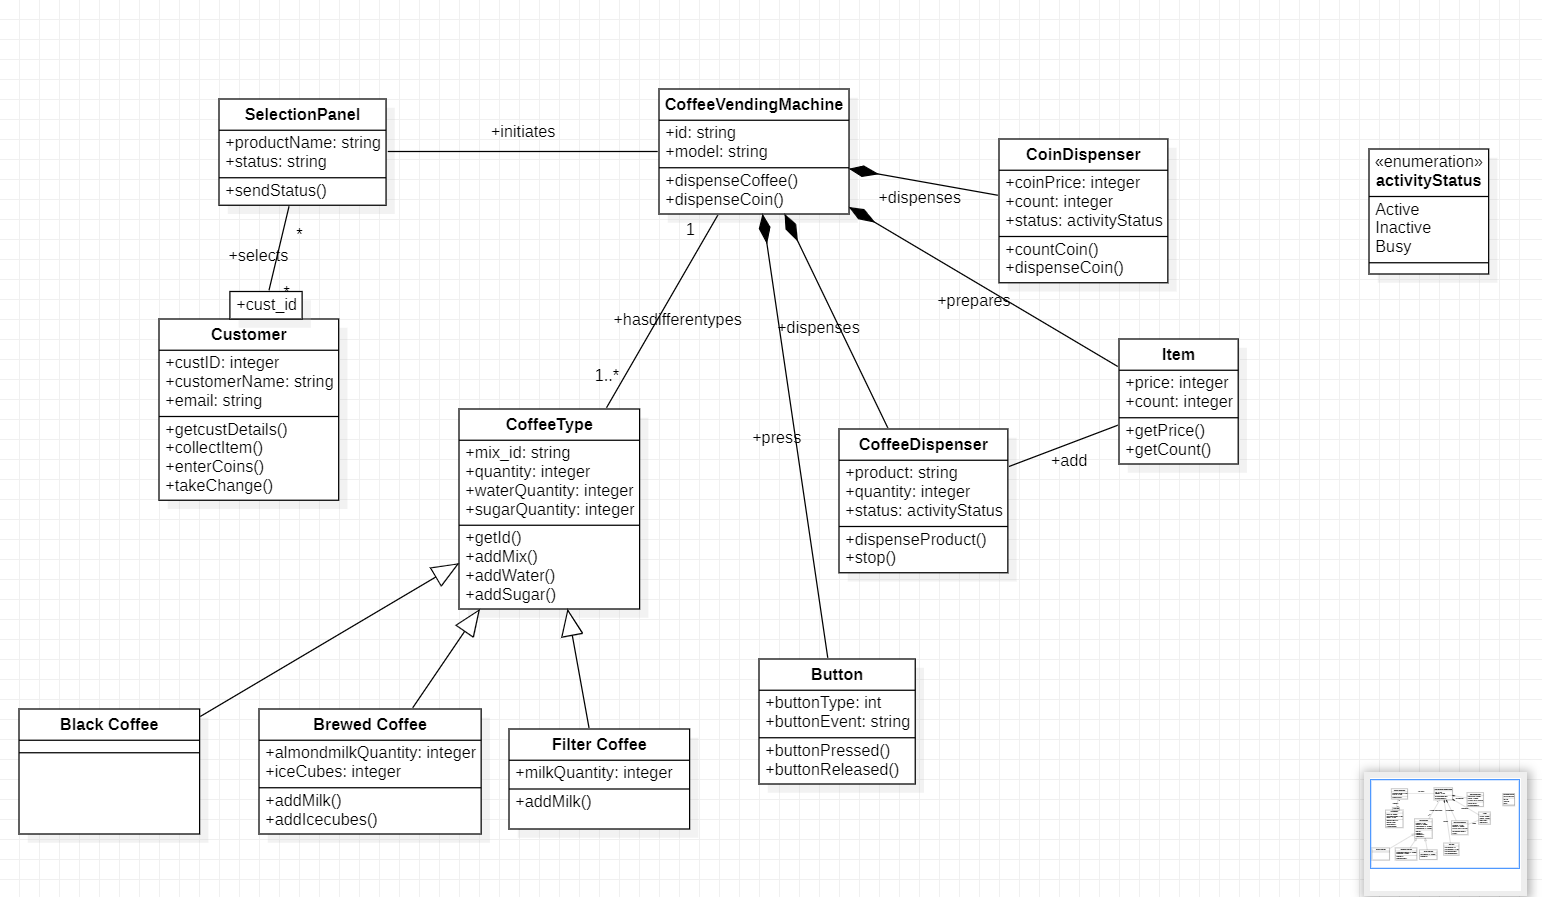 SelectionPanel
+productName: string
+status: string
+sendStatus()
+initiates
CoffeeVendingMachine
+id: string
+model: string
+dispenseCoffee()
+dispenseCoin()
CoinDispenser
+coinPrice: integer
+count: integer
+status: activityStatus
+countCoin()
+dispenseCoin()
«enumeration»
activityStatus
Active
Inactive
Busy
+dispenses
*
+selects
*
+cust_id
Customer
+custID: integer
+customerName: string
+email: string
+getcustDetails()
+collectItem()
+enterCoins()
+takeChange()
1
+hasdifferentypes
1..*
+dispenses
+prepares
+press
Item
+price: integer
+count: integer
+getPrice()
+getCount()
+add
CoffeeType
+mix_id: string
+quantity: integer
+waterQuantity: integer
+sugarQuantity: integer
+getId()
+addMix()
+addWater()
+addSugar()
CoffeeDispenser
+product: string
+quantity: integer
+status: activityStatus
+dispenseProduct()
+stop()
Black Coffee
Brewed Coffee
+almondmilkQuantity: integer
+iceCubes: integer
+addMilk()
+addIcecubes()
Filter Coffee
+milkQuantity: integer
+addMilk()
Button
+buttonType: int
+buttonEvent: string
+buttonPressed()
+buttonReleased()